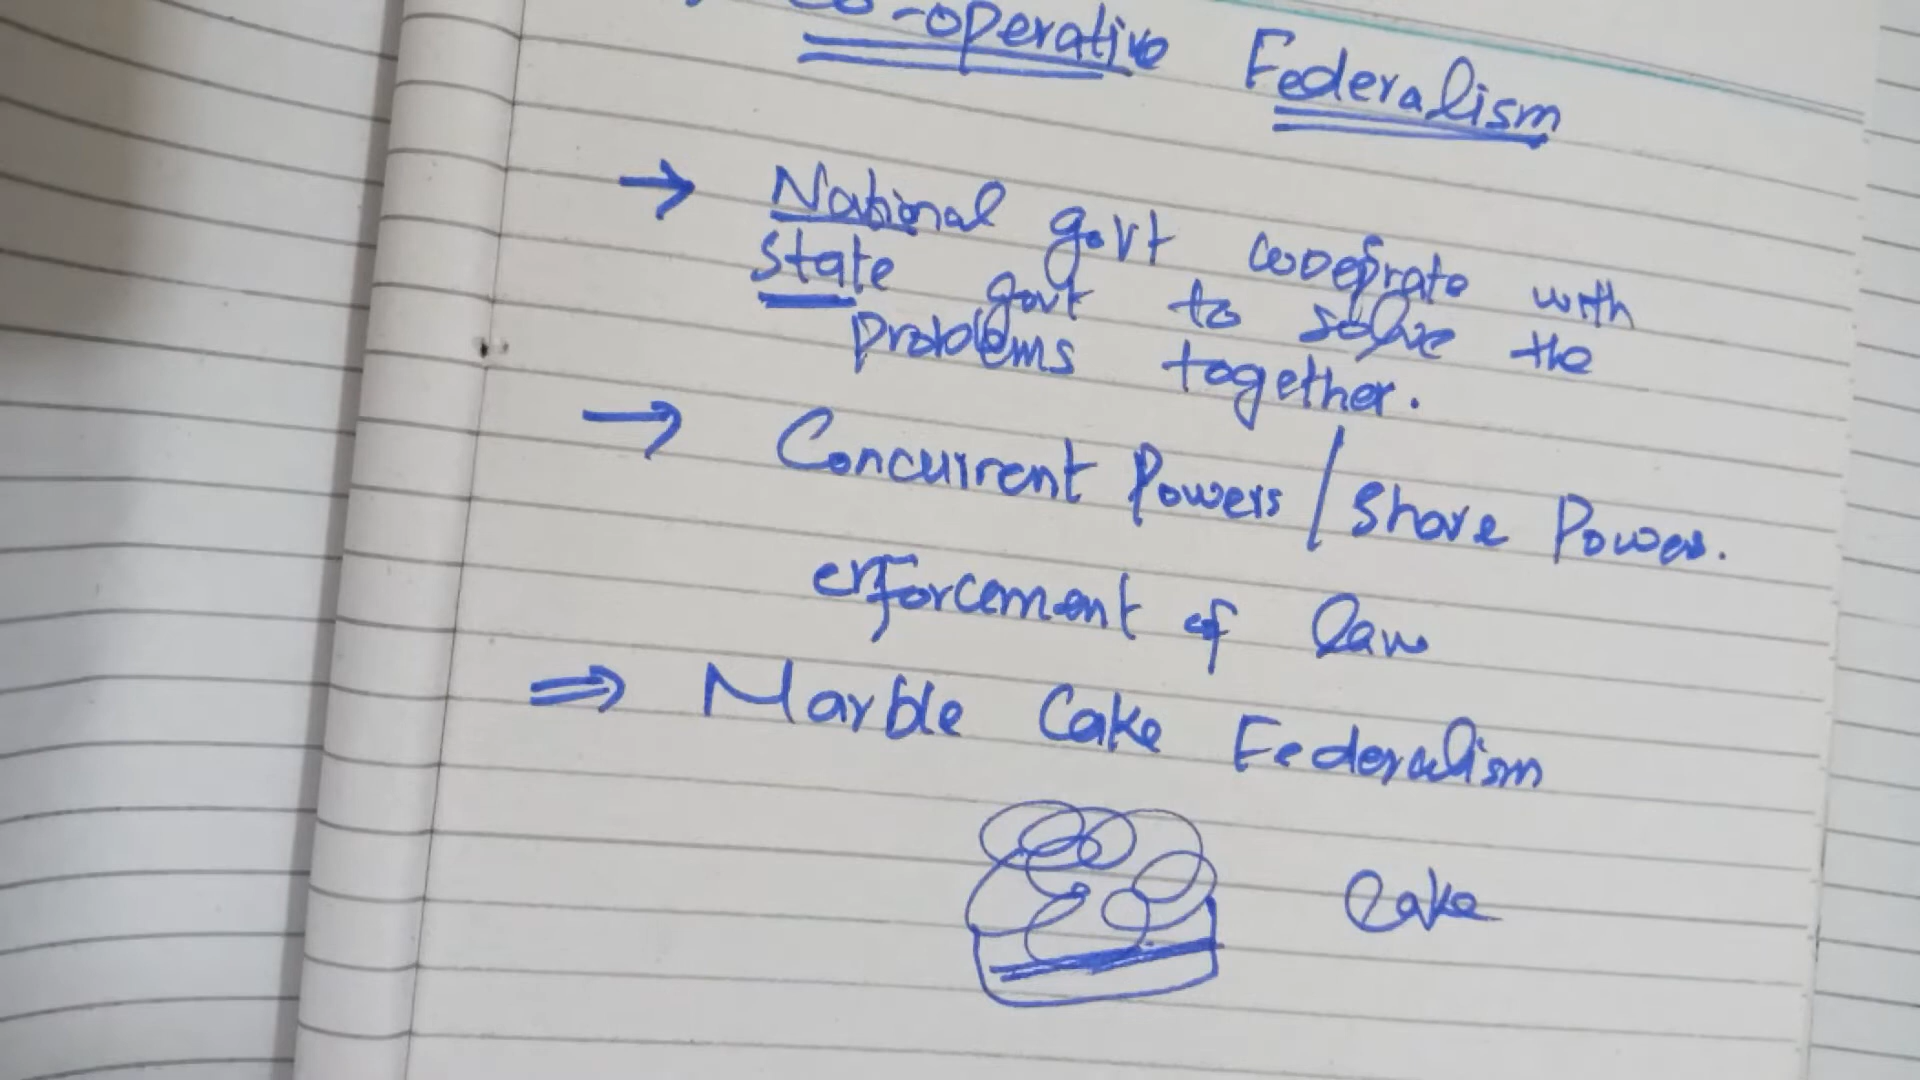 Co-operative Federalism
→ National govt cooperate with
state govt to solve the
problems together.
→ Concurrent Powers / Share Power.
enforcement of law
⇒ Marble Cake Federalism
Cake